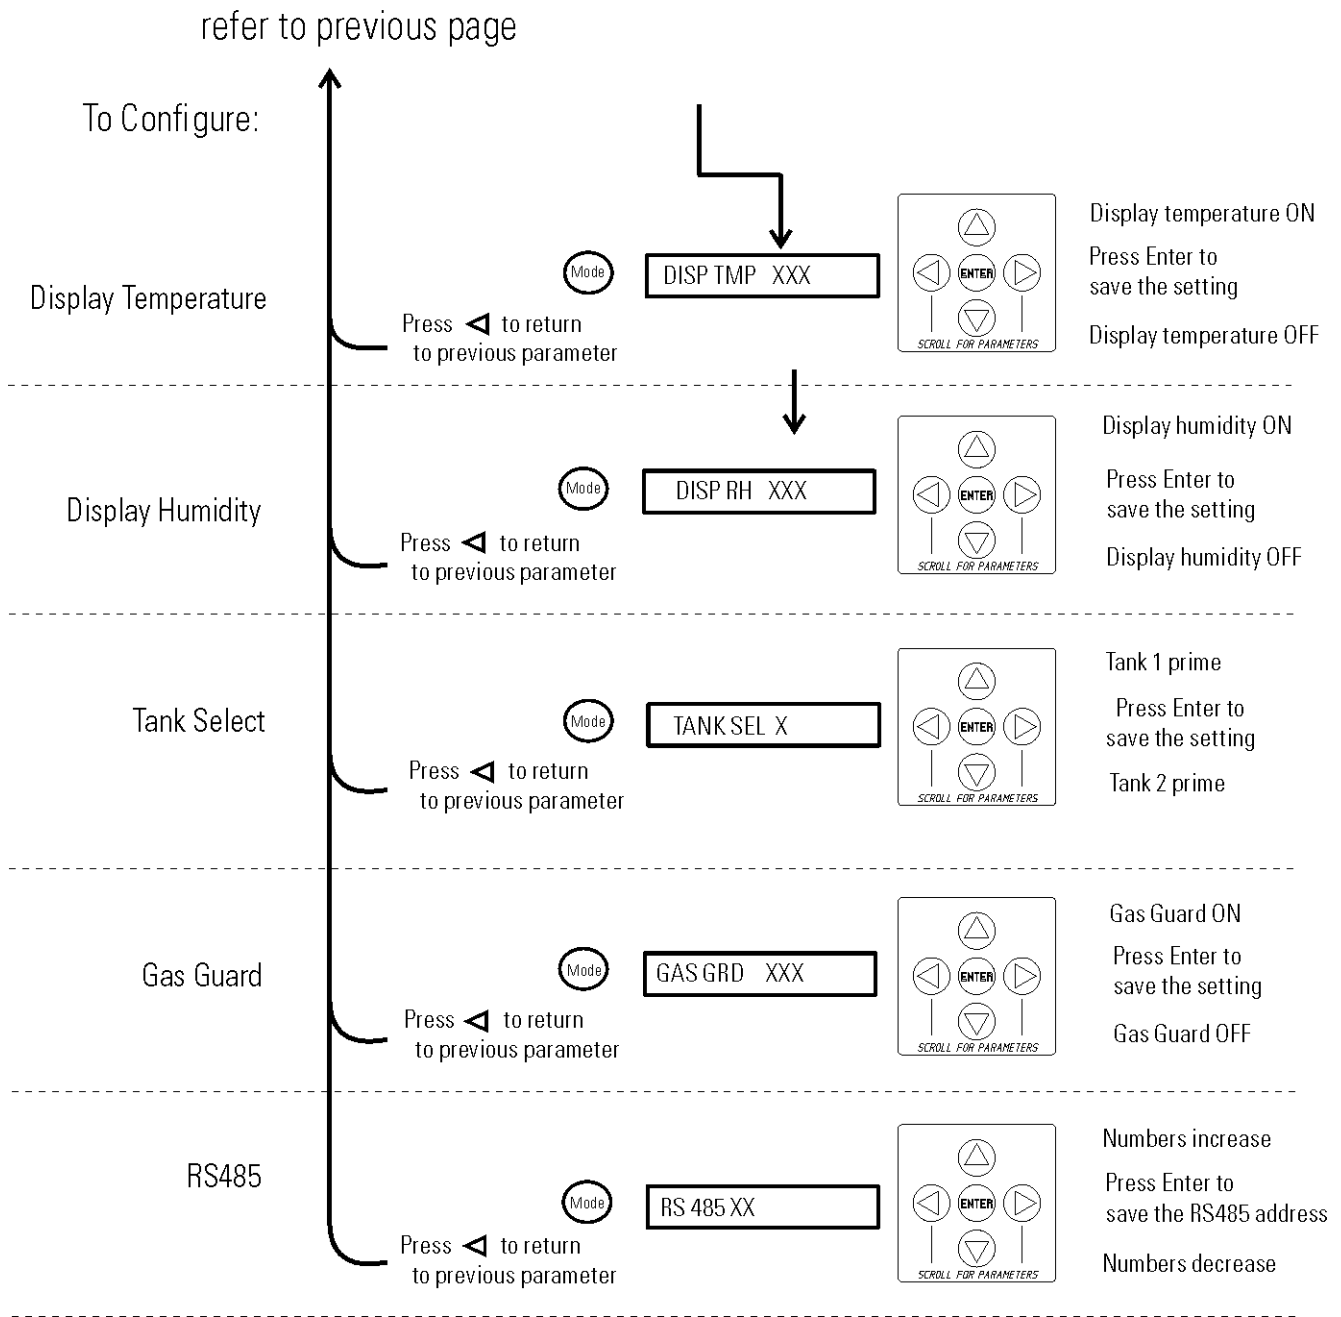 refer to previous page
To Configure:
Display Temperature
Mode
DISP TMP XXX
Press to return
to previous parameter
ENTER
SCROLL FOR PARAMETERS
Display temperature ON
Press Enter to
save the setting
Display temperature OFF
Display Humidity
Mode
DISP RH XXX
Press to return
to previous parameter
ENTER
SCROLL FOR PARAMETERS
Display humidity ON
Press Enter to
save the setting
Display humidity OFF
Tank Select
Mode
TANK SEL X
Press to return
to previous parameter
ENTER
SCROLL FOR PARAMETERS
Tank 1 prime
Press Enter to
save the setting
Tank 2 prime
Gas Guard
Mode
GAS GRD XXX
Press to return
to previous parameter
ENTER
SCROLL FOR PARAMETERS
Gas Guard ON
Press Enter to
save the setting
Gas Guard OFF
RS485
Mode
RS 485 XX
Press to return
to previous parameter
ENTER
SCROLL FOR PARAMETERS
Numbers increase
Press Enter to
save the RS485 address
Numbers decrease